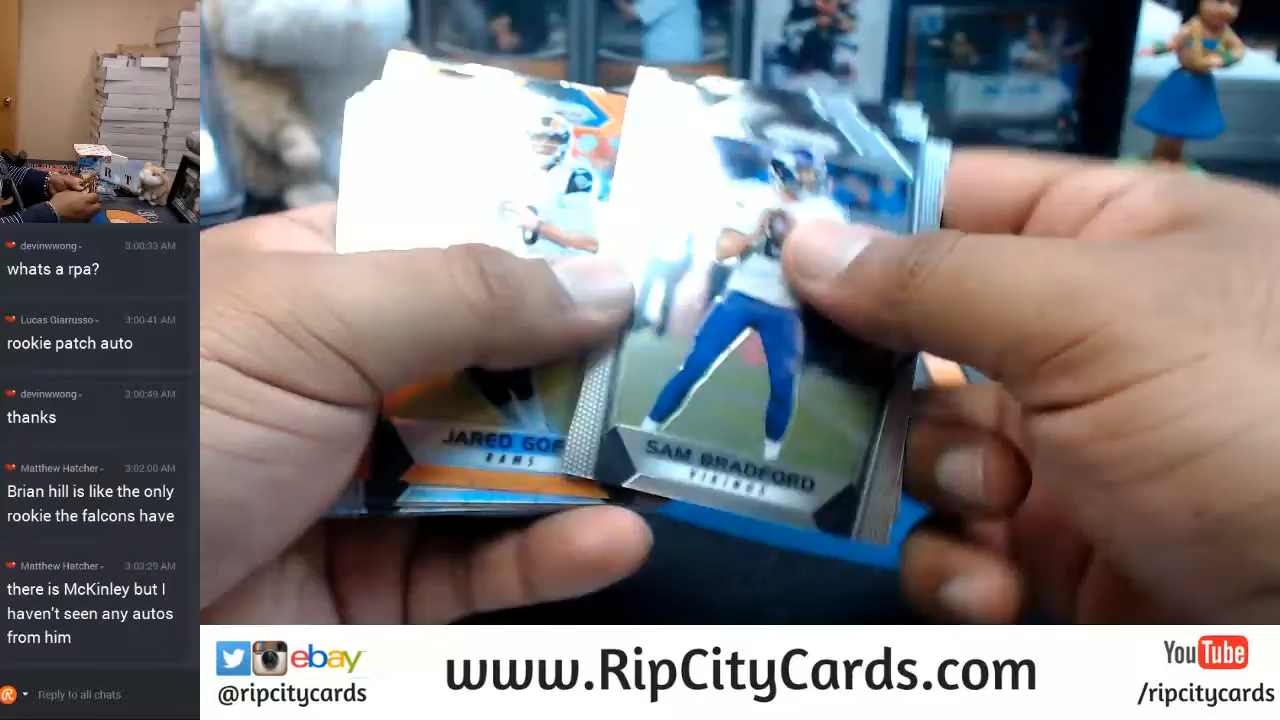 devinwwong
3:00:33 AM
whats a rpa?
Lucas Giarrusso
3:00:41 AM
rookie patch auto
devinwwong
3:00:49 AM
thanks
Matthew Hatcher
3:02:00 AM
Brian hill is like the only
rookie the falcons have
Matthew Hatcher
3:03:29 AM
there is McKinley but I
haven't seen any autos
from him
Reply to all chats
JARED GOF
RAMS
SAM BRADFORD
VIKINGS
ebay
@ripcitycards
www.RipCityCards.com
YouTube
/ripcitycards